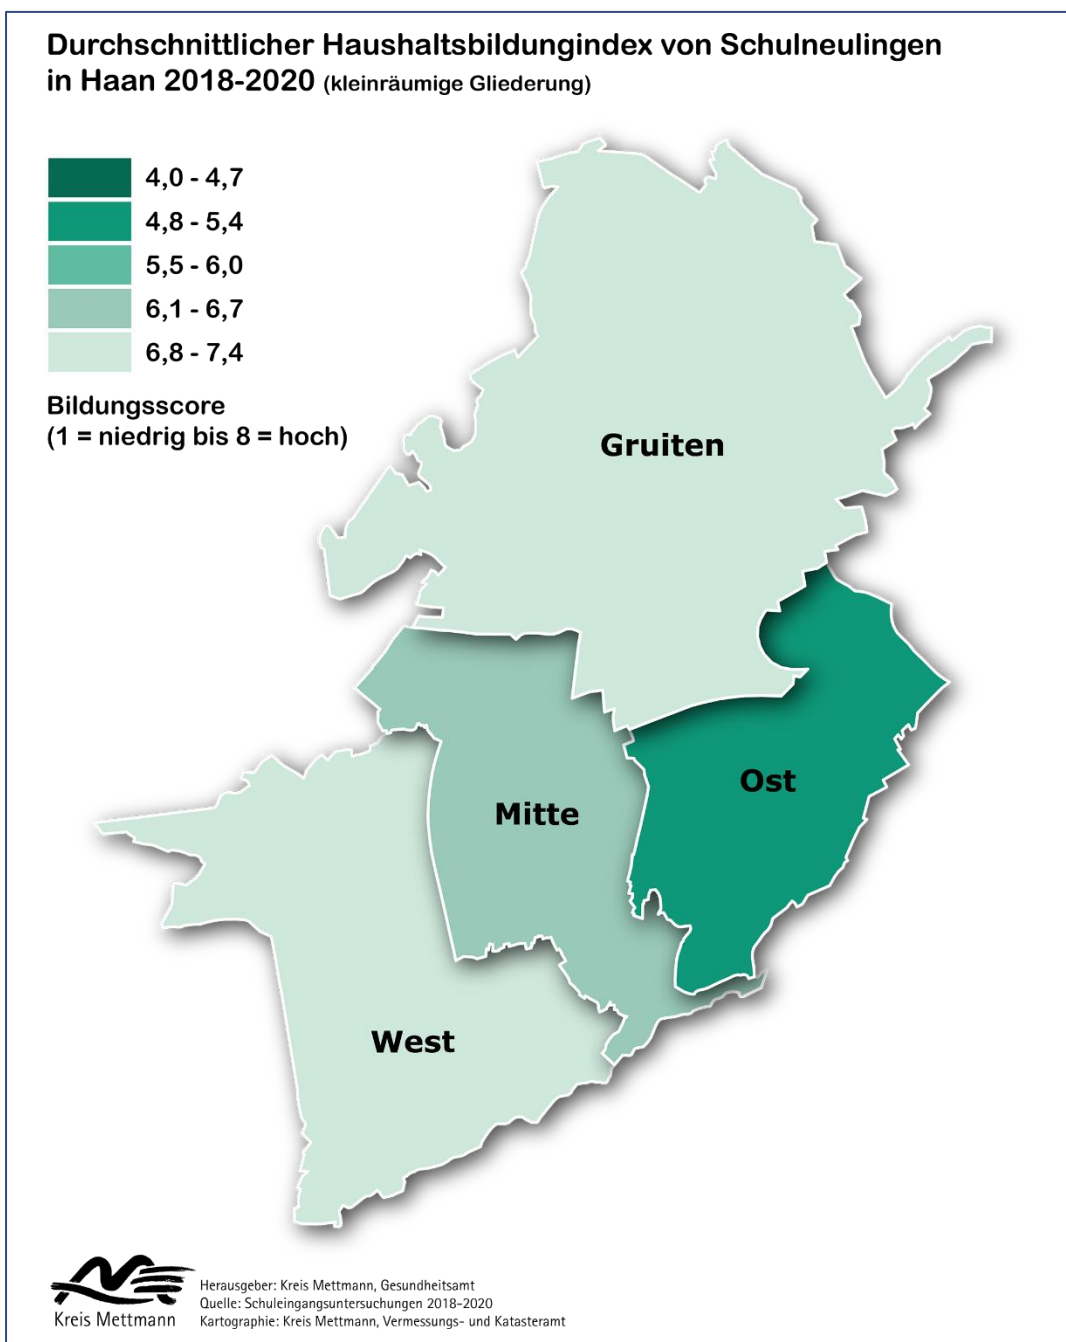 Durchschnittlicher Haushaltsbildungindex von Schulneulingen
in Haan 2018-2020 (kleinräumige Gliederung)
4,0 - 4,7
4,8 - 5,4
5,5 - 6,0
6,1 - 6,7
6,8 - 7,4
Bildungsscore
(1 = niedrig bis 8 = hoch)
Gruiten
Ost
Mitte
West
Kreis Mettmann
Herausgeber: Kreis Mettmann, Gesundheitsamt
Quelle: Schuleingangsuntersuchungen 2018-2020
Kartographie: Kreis Mettmann, Vermessungs- und Katasteramt